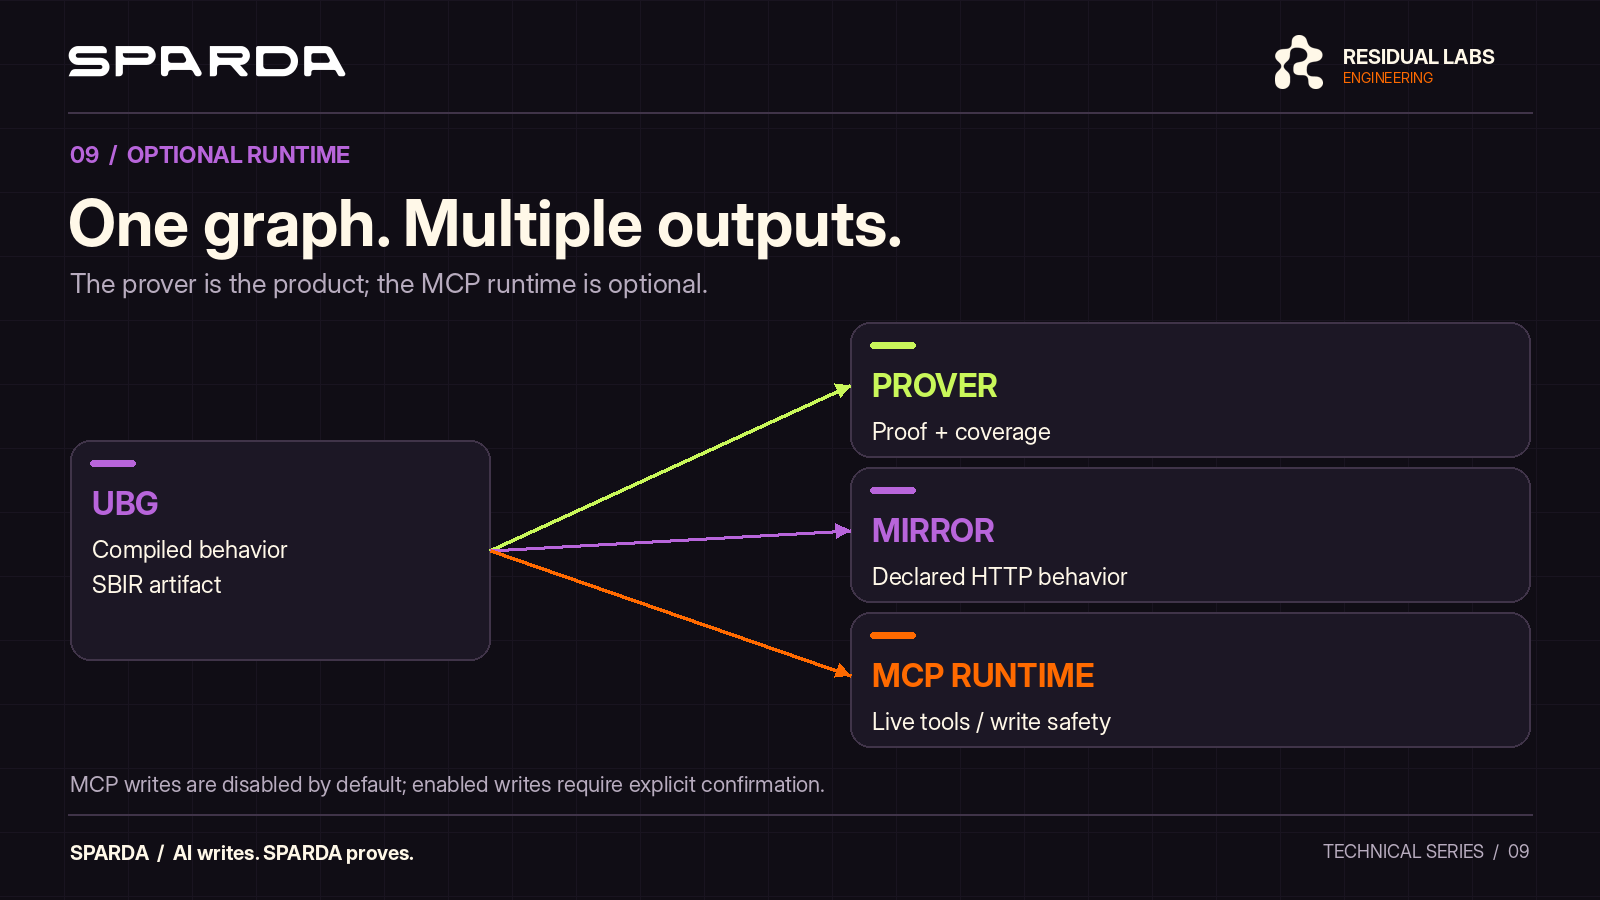 SPARDA
RESIDUAL LABS
ENGINEERING
09 / OPTIONAL RUNTIME
One graph. Multiple outputs.
The prover is the product; the MCP runtime is optional.
UBG
Compiled behavior
SBIR artifact
PROVER
Proof + coverage
MIRROR
Declared HTTP behavior
MCP RUNTIME
Live tools / write safety
MCP writes are disabled by default; enabled writes require explicit confirmation.
SPARDA / AI writes. SPARDA proves.
TECHNICAL SERIES / 09